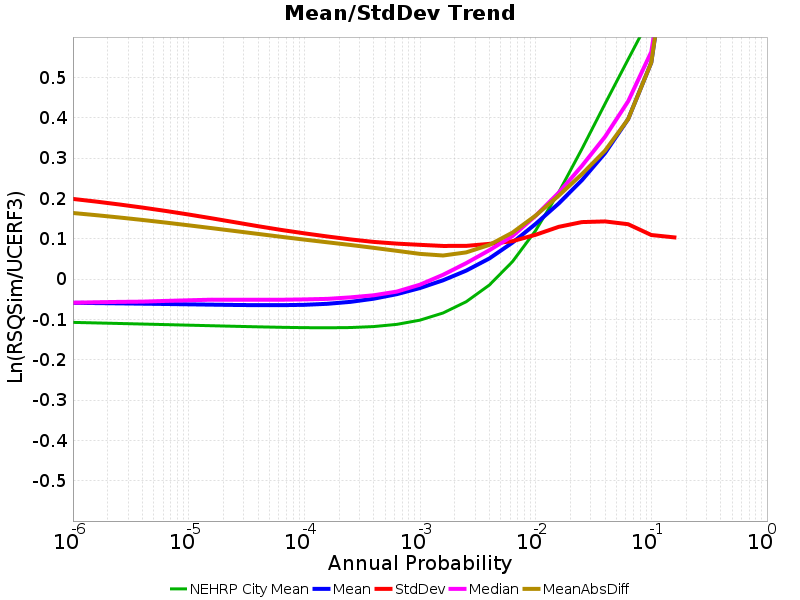 Mean/StdDev Trend
Ln(RSQSim/UCERF3)
0.5
0.4
0.3
0.2
0.1
0
-0.1
-0.2
-0.3
-0.4
-0.5
10^-6 10^-5 10^-4 10^-3 10^-2 10^-1 10^0
Annual Probability
NEHRP City Mean Mean StdDev Median MeanAbsDiff